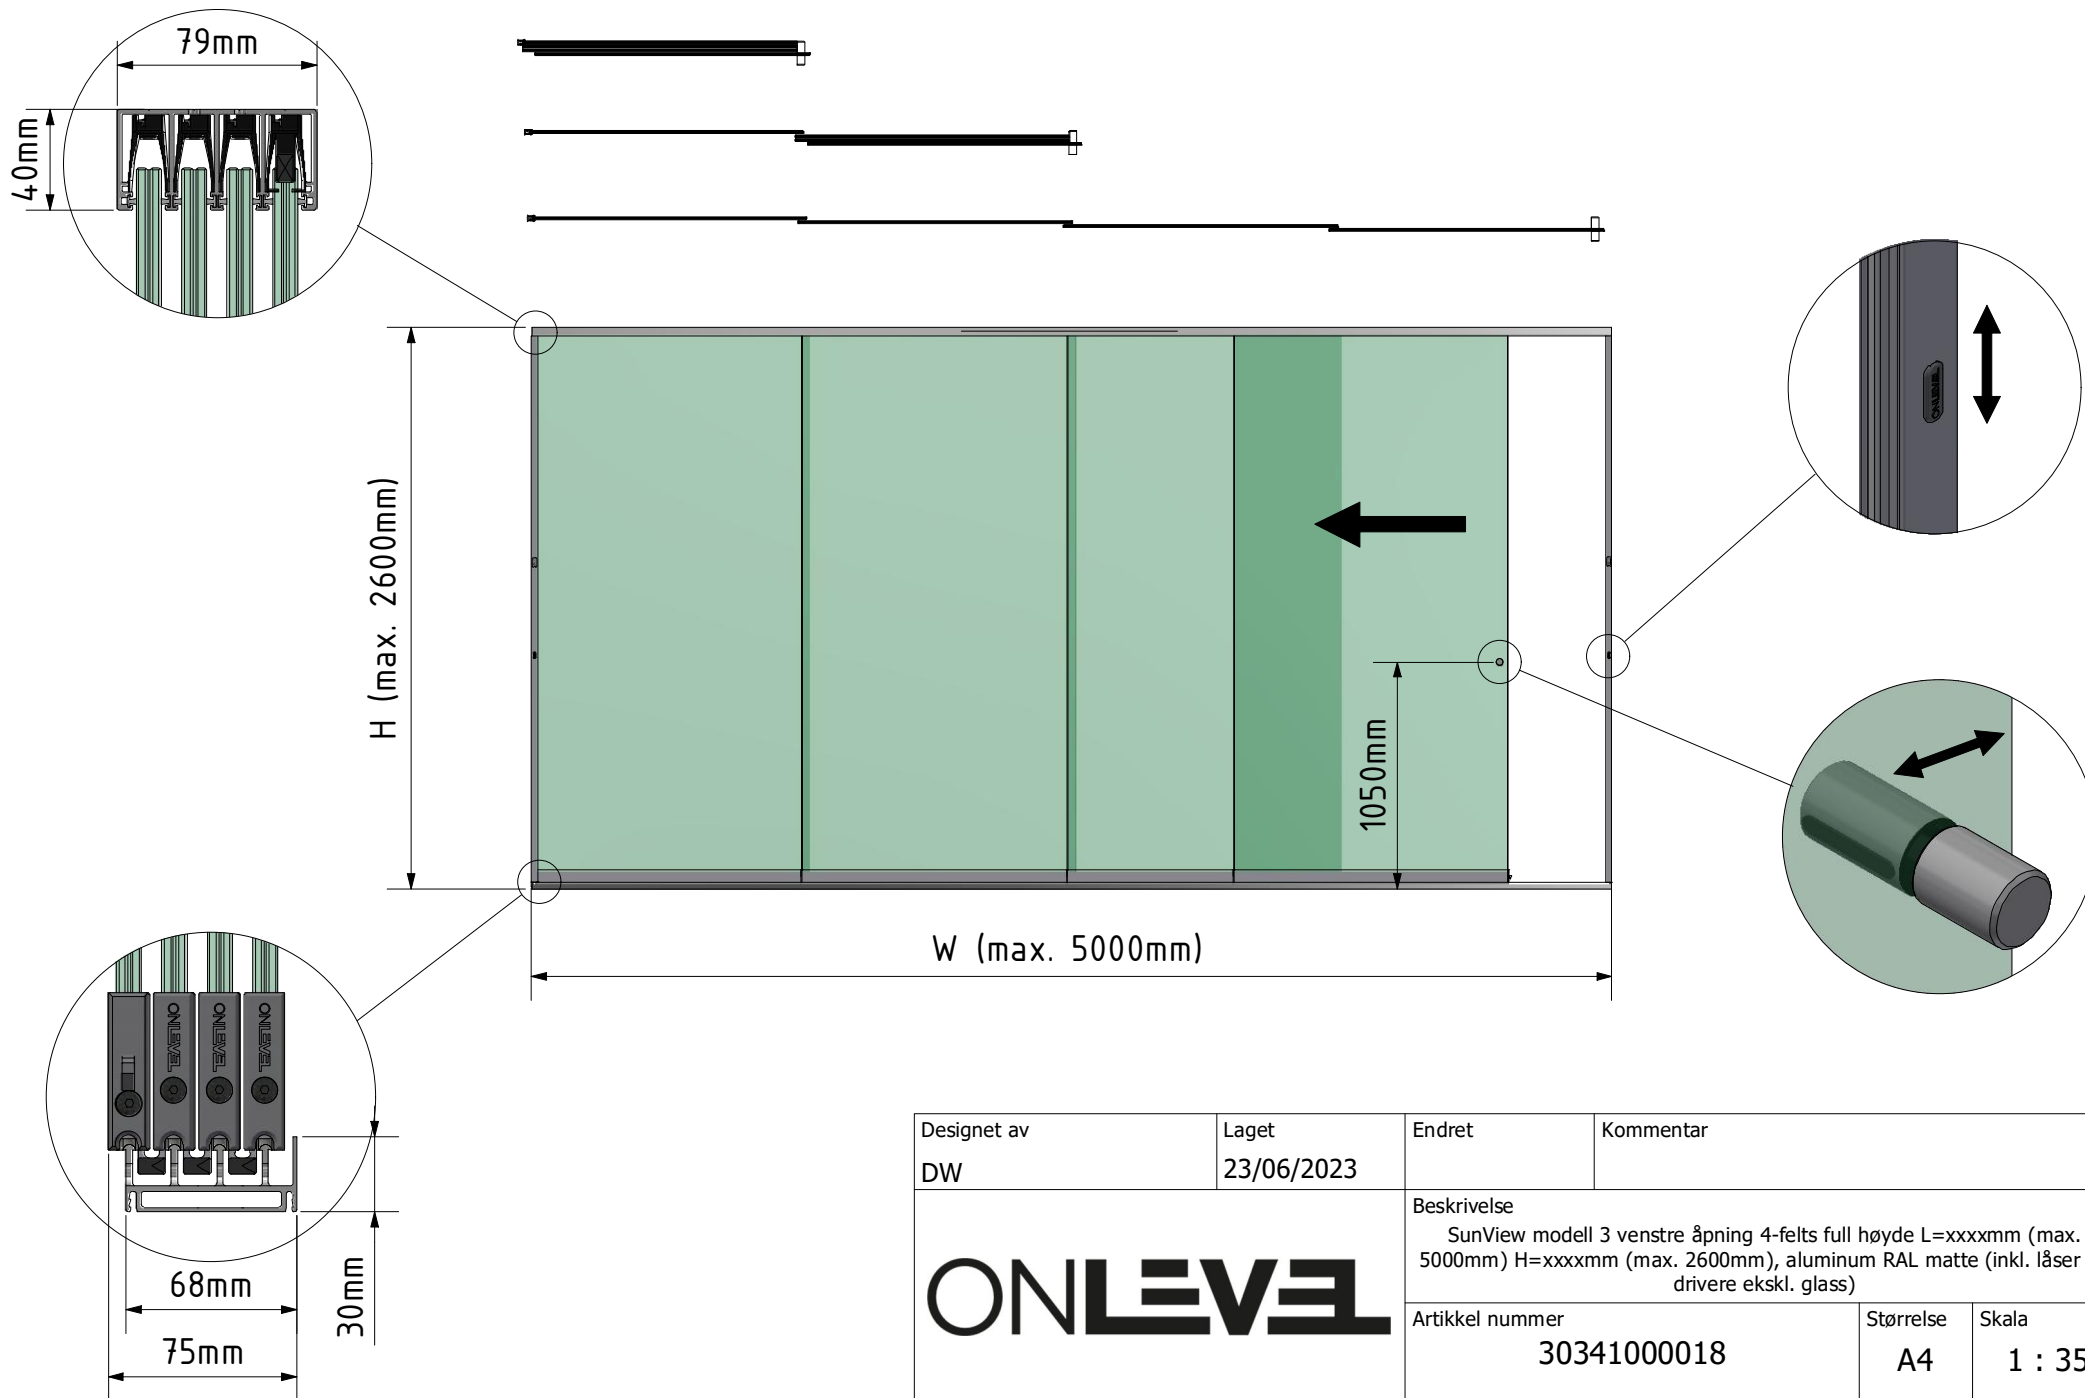 79mm
40mm
H (max. 2600mm)
1050mm
W (max. 5000mm)
ONLEVEL
ONLEVEL
ONLEVEL
ONLEVEL
68mm
75mm
30mm
Designet av
DW
Laget
23/06/2023
Endret
Kommentar
Beskrivelse
SunView modell 3 venstre åpning 4-felts full høyde L=xxxxmm (max.
5000mm) H=xxxxmm (max. 2600mm), aluminum RAL matte (inkl. låser
drivere ekskl. glass)
ONLEVEL
Artikkel nummer
30341000018
Størrelse
A4
Skala
1 : 35